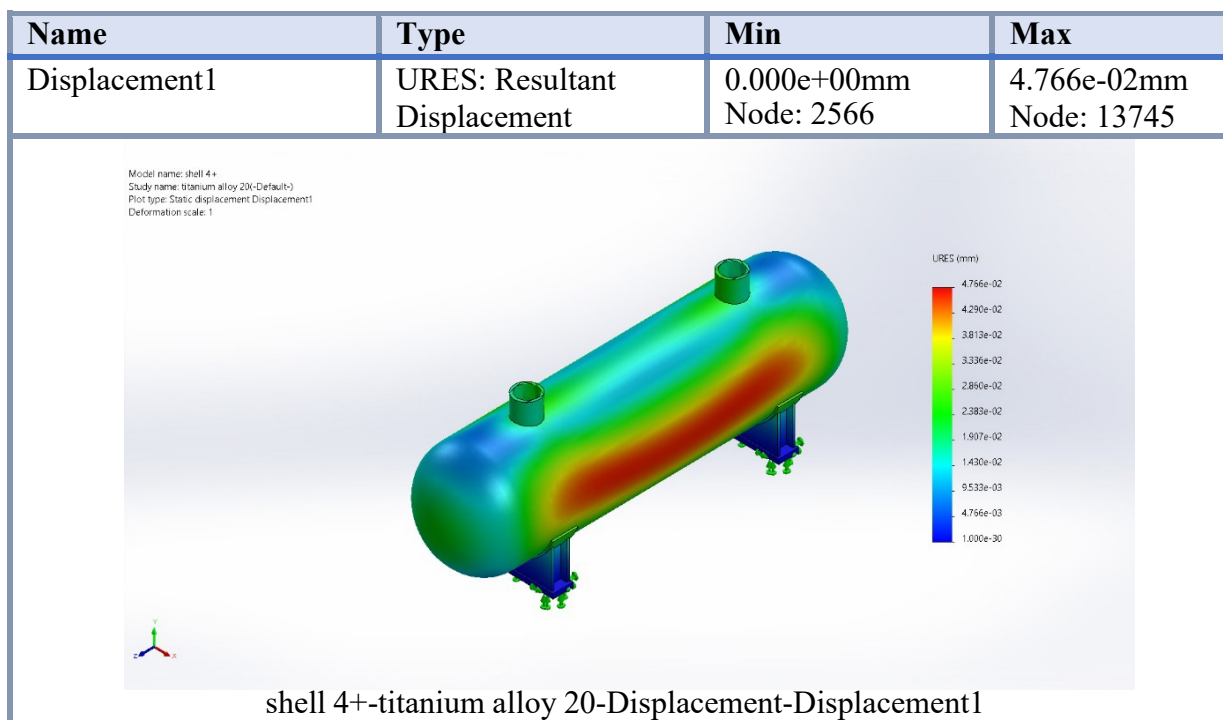 Name Type Min Max
Displacement1 URES: Resultant 0.000e+00mm 4.766e-02mm
Displacement Node: 2566 Node: 13745
Model name: shell 4+
Study name: titanium alloy 20(-Default-)
Plot type: Static displacement Displacement1
Deformation scale: 1
URES (mm)
4.766e-02
4.290e-02
3.813e-02
3.336e-02
2.860e-02
2.383e-02
1.907e-02
1.430e-02
9.533e-03
4.766e-03
1.000e-30
Y
Z X
shell 4+-titanium alloy 20-Displacement-Displacement1